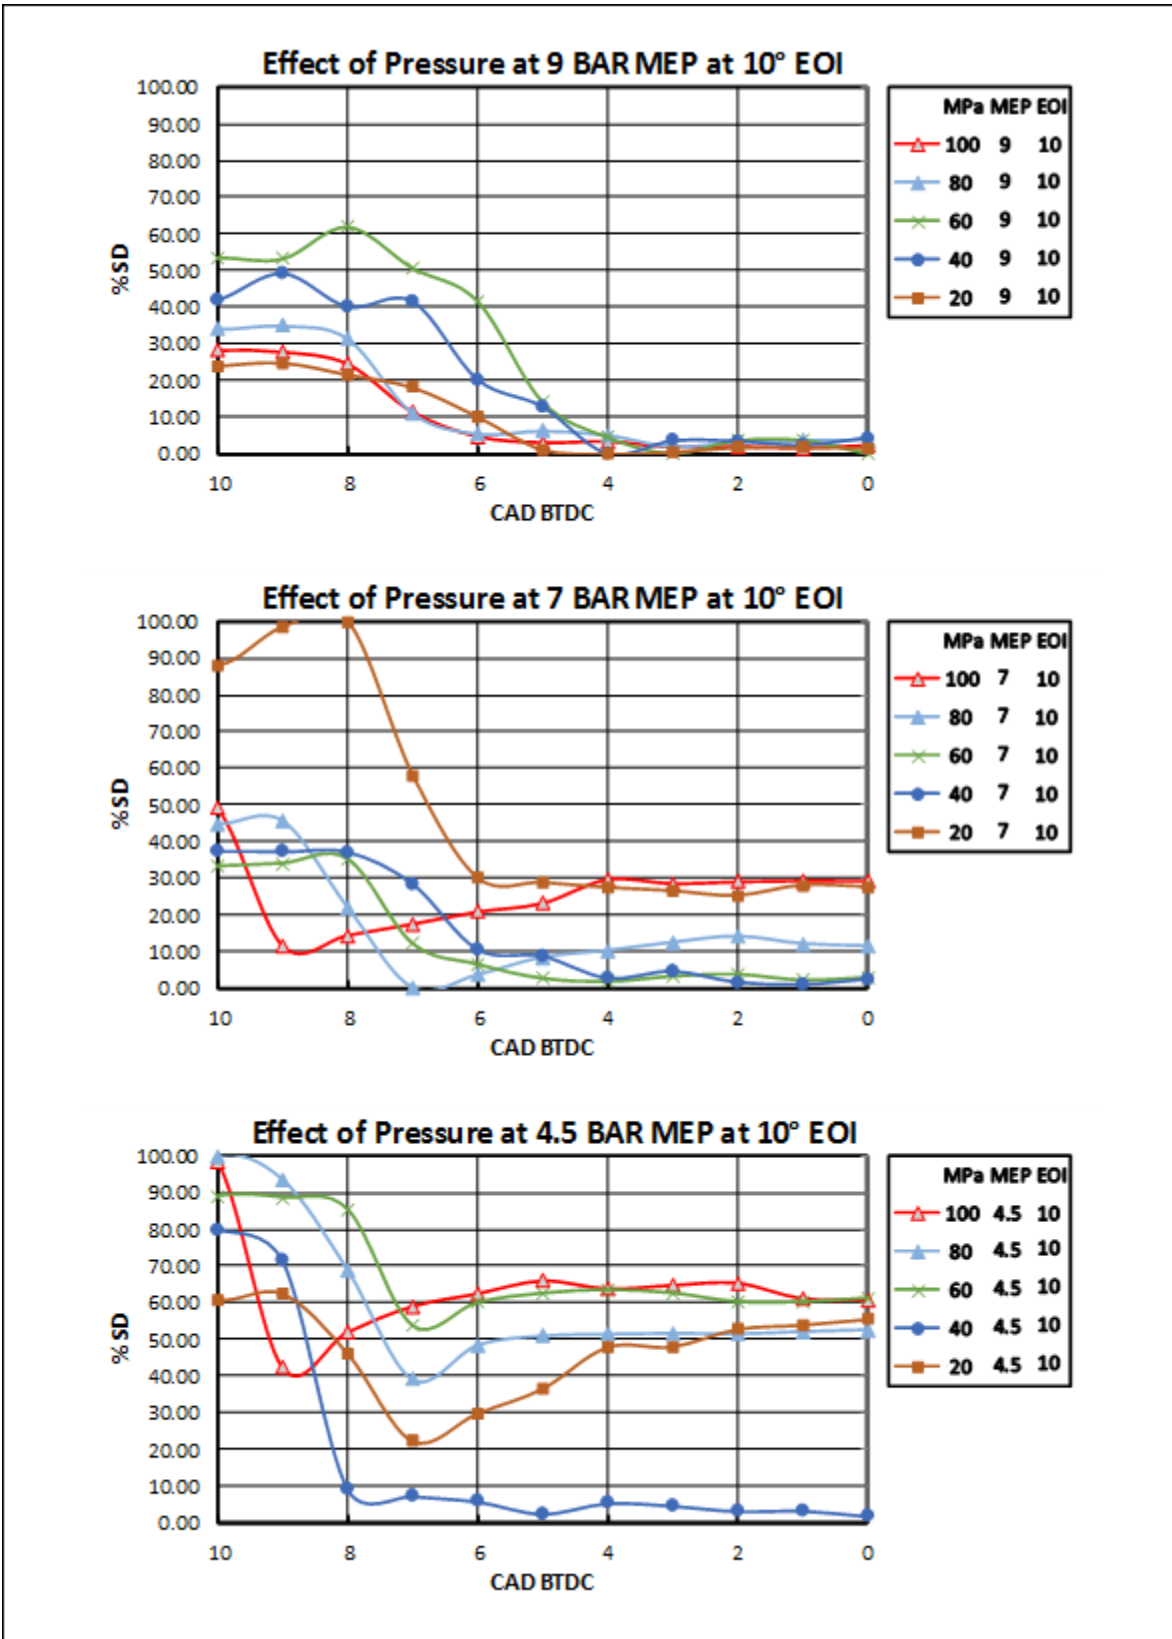 Effect of Pressure at 9 BAR MEP at 10° EOI
100.00
90.00
80.00
70.00
60.00
50.00
40.00
30.00
20.00
10.00
0.00
%SD
10 8 6 4 2 0
CAD BTDC
MPa MEP EOI
100 9 10
80 9 10
60 9 10
40 9 10
20 9 10
Effect of Pressure at 7 BAR MEP at 10° EOI
100.00
90.00
80.00
70.00
60.00
50.00
40.00
30.00
20.00
10.00
0.00
%SD
10 8 6 4 2 0
CAD BTDC
MPa MEP EOI
100 7 10
80 7 10
60 7 10
40 7 10
20 7 10
Effect of Pressure at 4.5 BAR MEP at 10° EOI
100.00
90.00
80.00
70.00
60.00
50.00
40.00
30.00
20.00
10.00
0.00
%SD
10 8 6 4 2 0
CAD BTDC
MPa MEP EOI
100 4.5 10
80 4.5 10
60 4.5 10
40 4.5 10
20 4.5 10